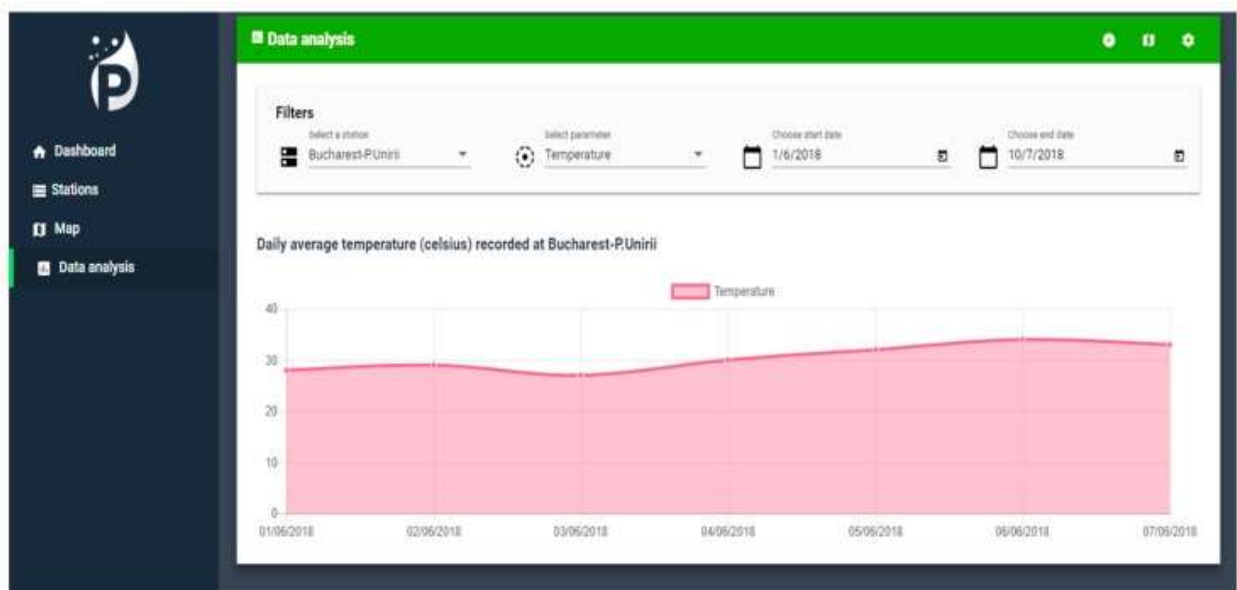 P
Data analysis
Dashboard
Stations
Map
Data analysis
Filters
Select a station
Bucharest-P.Unirii
Select parameter
Temperature
Choose start date
1/6/2018
Choose end date
10/7/2018
Daily average temperature (celsius) recorded at Bucharest-P.Unirii
Temperature
40
30
20
10
0
01/06/2018
02/06/2018
03/06/2018
04/06/2018
05/06/2018
06/06/2018
07/06/2018